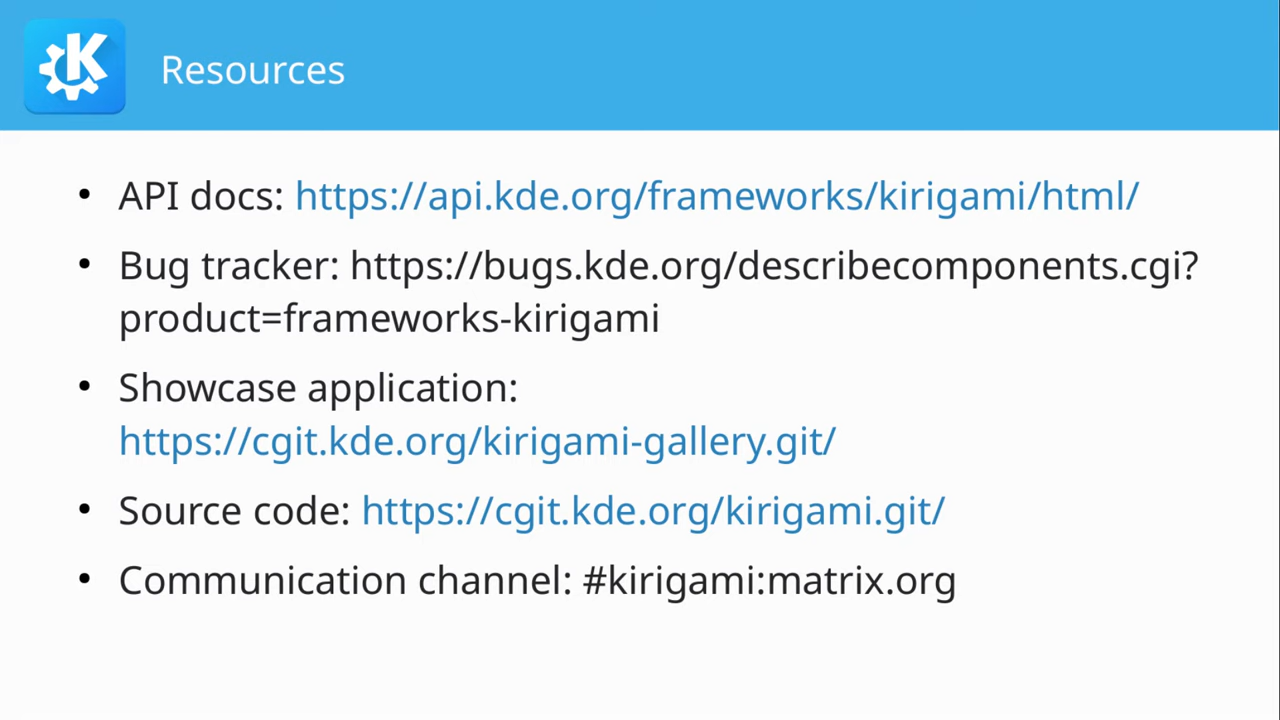 Resources
• API docs: https://api.kde.org/frameworks/kirigami/html/
• Bug tracker: https://bugs.kde.org/describecomponents.cgi?
product=frameworks-kirigami
• Showcase application:
https://cgit.kde.org/kirigami-gallery.git/
• Source code: https://cgit.kde.org/kirigami.git/
• Communication channel: #kirigami:matrix.org